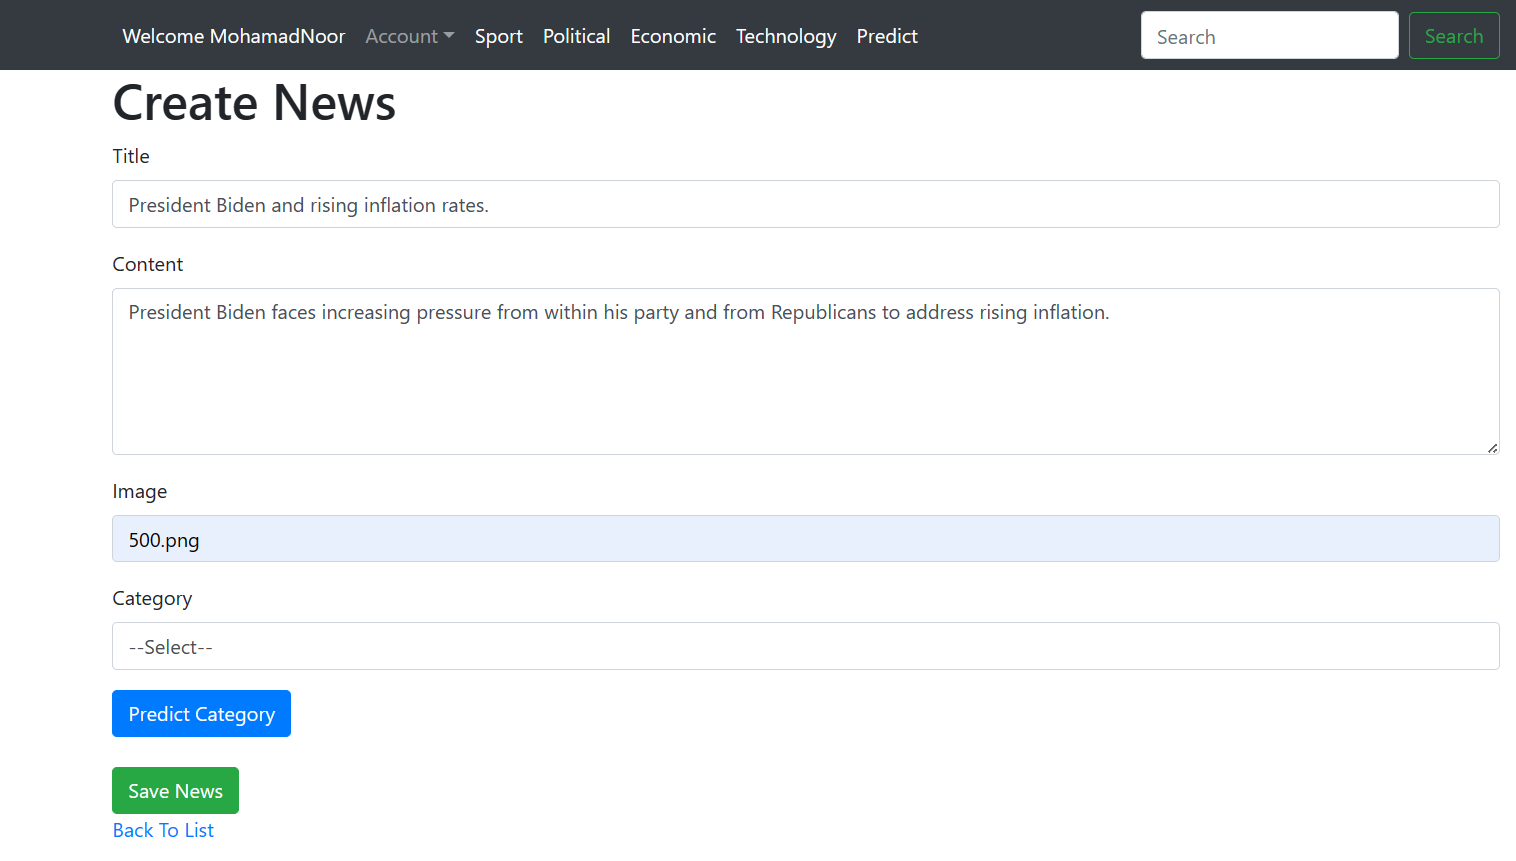 Welcome MohamadNoor Account Sport Political Economic Technology Predict Search Search
Create News
Title
President Biden and rising inflation rates.
Content
President Biden faces increasing pressure from within his party and from Republicans to address rising inflation.
Image
500.png
Category
--Select--
Predict Category
Save News
Back To List